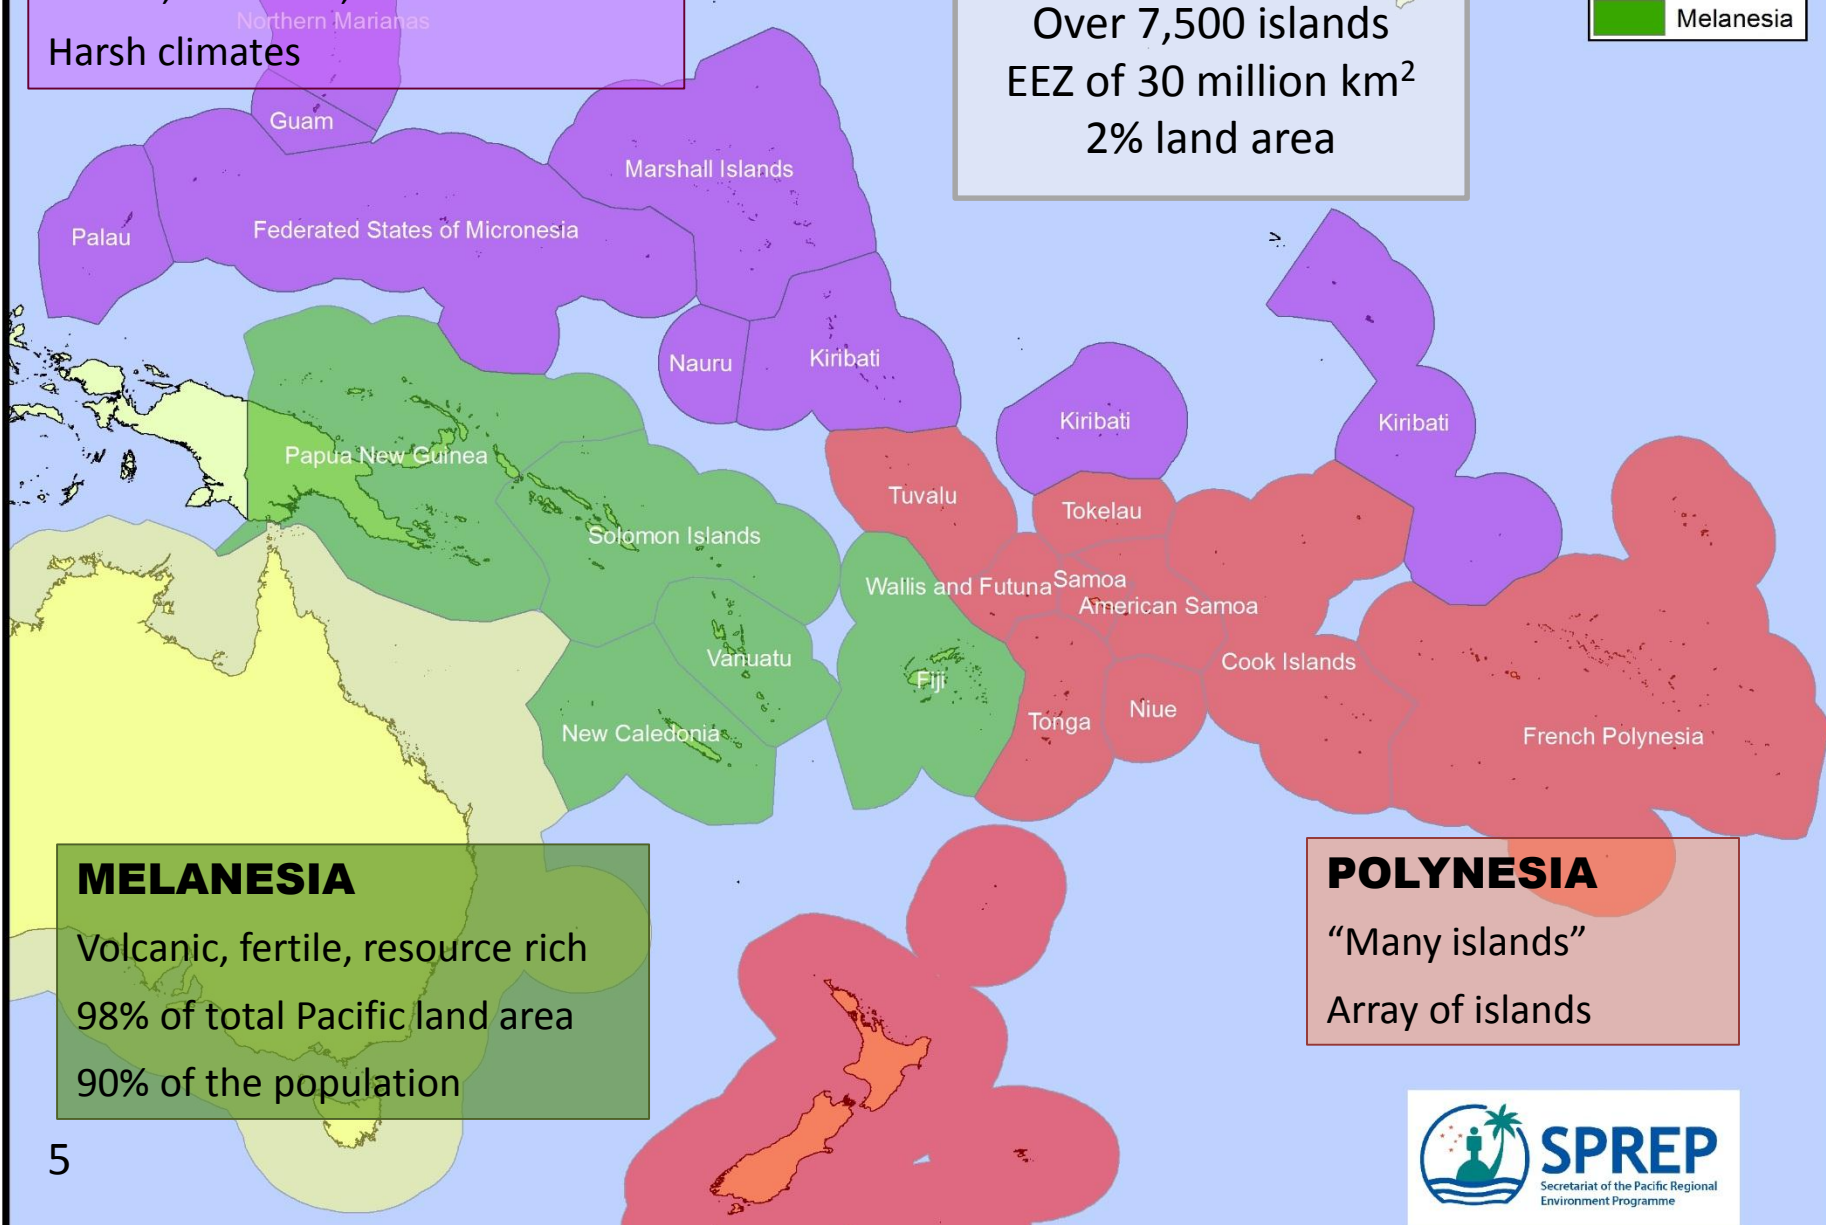 Northern Marianas
Harsh climates
Over 7,500 islands
EEZ of 30 million km²
2% land area
Melanesia
Guam
Marshall Islands
Palau
Federated States of Micronesia
Nauru
Kiribati
Kiribati
Kiribati
Papua New Guinea
Tuvalu
Tokelau
Solomon Islands
Wallis and Futuna
Samoa
American Samoa
Vanuatu
Fiji
Cook Islands
New Caledonia
Tonga
Niue
French Polynesia
MELANESIA
Volcanic, fertile, resource rich
98% of total Pacific land area
90% of the population
POLYNESIA
“Many islands”
Array of islands
5
SPREP
Secretariat of the Pacific Regional
Environment Programme